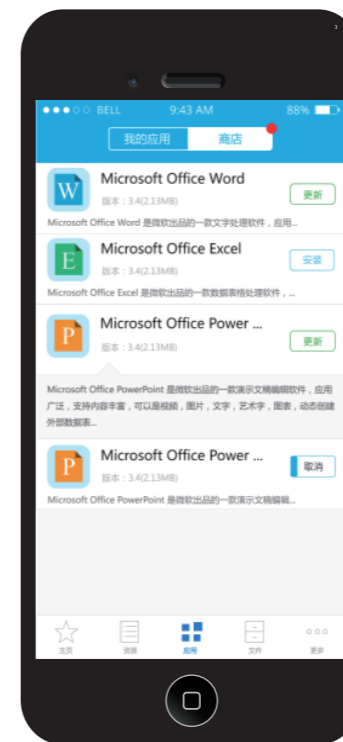 BELL 9:43 AM 88%
我的应用 商店
W Microsoft Office Word
版本：3.4(2.13MB)
更新
Microsoft Office Word 是微软出品的一款文字处理软件，应用...
E Microsoft Office Excel
版本：3.4(2.13MB)
安装
Microsoft Office Excel 是微软出品的一款数据表格处理软件，...
P Microsoft Office Power ...
版本：3.4(2.13MB)
更新
Microsoft Office PowerPoint 是微软出品的一款演示文稿编辑软件，应用
广泛，支持内容丰富，可以是视频，图片，文字，艺术字，图表，动态创建
外部数据表...
P Microsoft Office Power ...
版本：3.4(2.13MB)
取消
Microsoft Office PowerPoint 是微软出品的一款演示文稿编辑...
主页 资源 应用 文件 更多